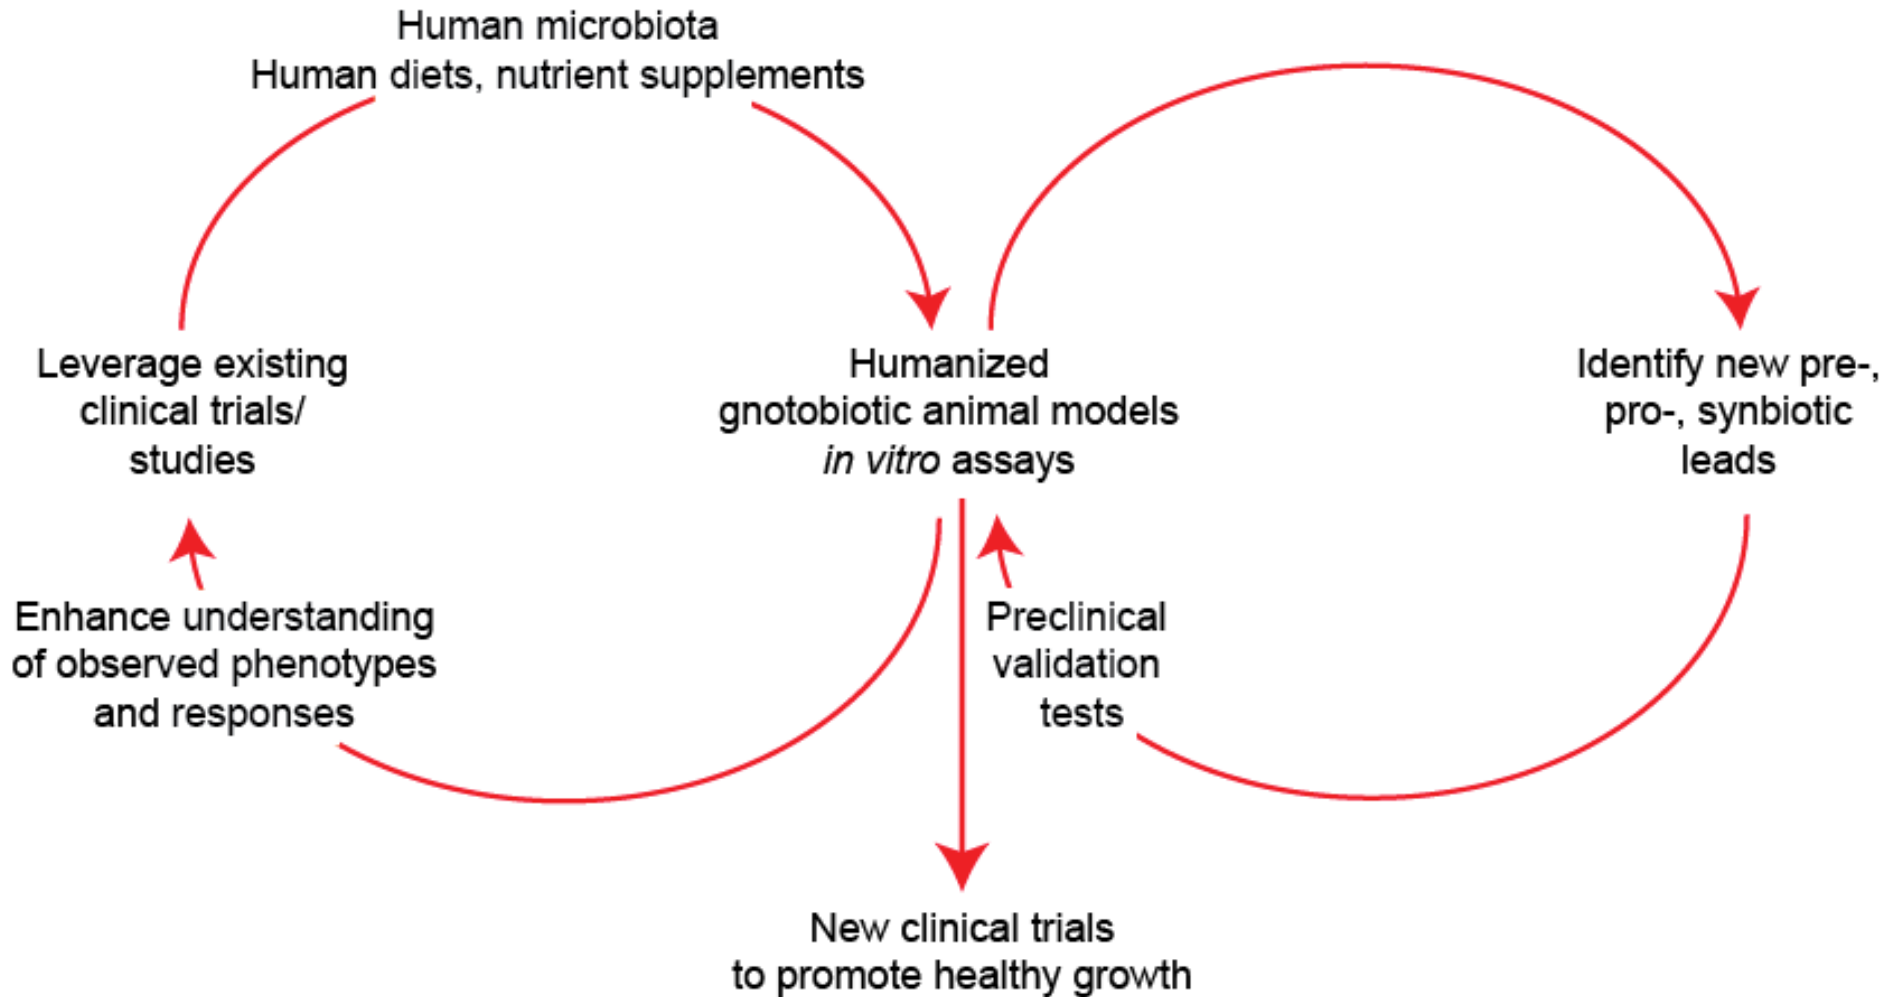 Human microbiota
Human diets, nutrient supplements
Leverage existing
clinical trials/
studies
Humanized
gnotobiotic animal models
in vitro assays
Identify new pre-,
pro-, synbiotic
leads
Enhance understanding
of observed phenotypes
and responses
Preclinical
validation
tests
New clinical trials
to promote healthy growth